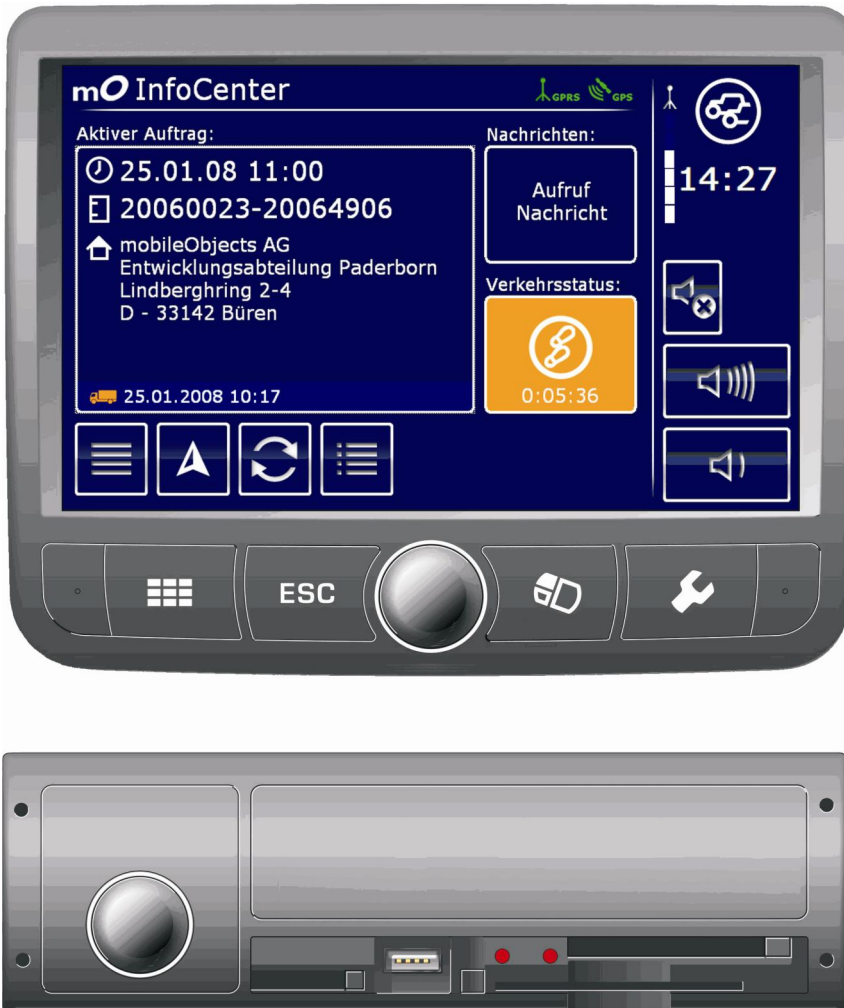 mO InfoCenter
GPRS GPS
Aktiver Auftrag:
25.01.08 11:00
20060023-20064906
mobileObjects AG
Entwicklungsabteilung Paderborn
Lindberghring 2-4
D - 33142 Büren
25.01.2008 10:17
Nachrichten:
Aufruf
Nachricht
Verkehrsstatus:
0:05:36
14:27
ESC